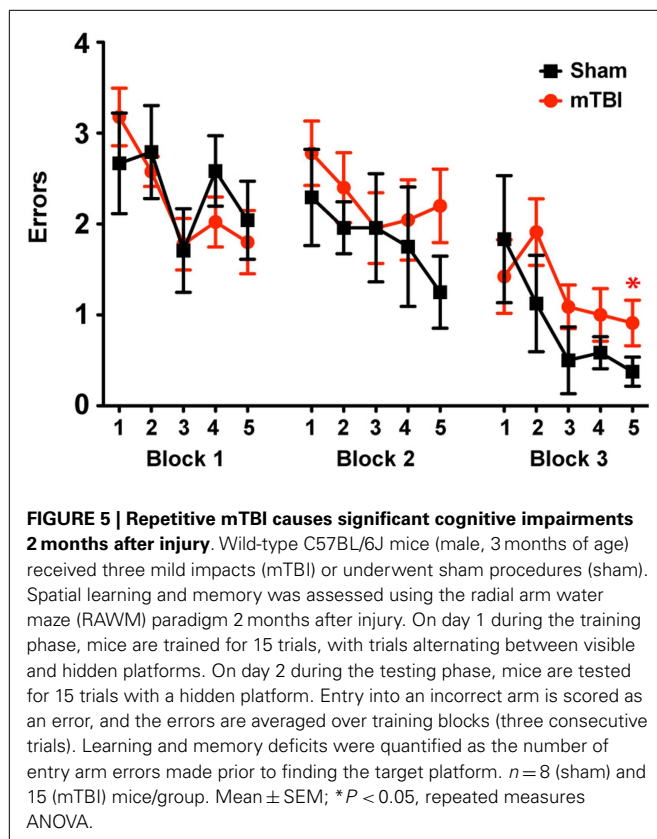 4
3
2
1
0
Errors
Sham
mTBI
*
1 2 3 4 5 1 2 3 4 5 1 2 3 4 5
Block 1 Block 2 Block 3
FIGURE 5 | Repetitive mTBI causes significant cognitive impairments
2 months after injury. Wild-type C57BL/6J mice (male, 3 months of age)
received three mild impacts (mTBI) or underwent sham procedures (sham).
Spatial learning and memory was assessed using the radial arm water
maze (RAWM) paradigm 2 months after injury. On day 1 during the training
phase, mice are trained for 15 trials, with trials alternating between visible
and hidden platforms. On day 2 during the testing phase, mice are tested
for 15 trials with a hidden platform. Entry into an incorrect arm is scored as
an error, and the errors are averaged over training blocks (three consecutive
trials). Learning and memory deficits were quantified as the number of
entry arm errors made prior to finding the target platform. n = 8 (sham) and
15 (mTBI) mice/group. Mean ± SEM; *P < 0.05, repeated measures
ANOVA.